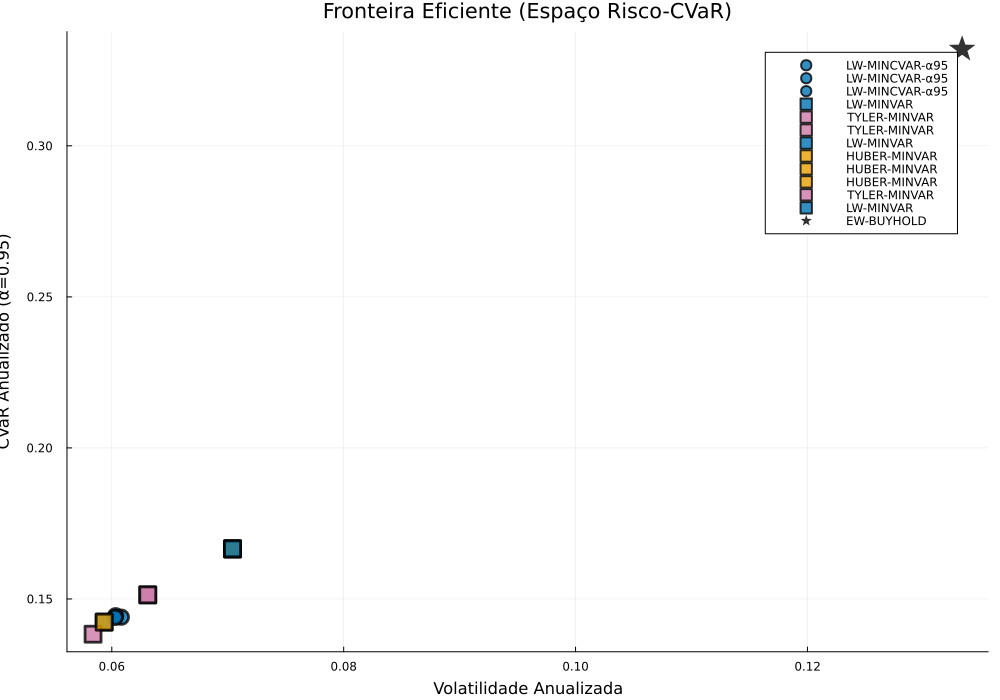 Fronteira Eficiente (Espaço Risco-CVaR)
LW-MINCVAR-α95
LW-MINCVAR-α95
LW-MINCVAR-α95
LW-MINVAR
TYLER-MINVAR
TYLER-MINVAR
LW-MINVAR
HUBER-MINVAR
HUBER-MINVAR
HUBER-MINVAR
TYLER-MINVAR
LW-MINVAR
EW-BUYHOLD
CVaR Anualizado (α=0.95)
0.30
0.25
0.20
0.15
0.06
0.08
0.10
0.12
Volatilidade Anualizada